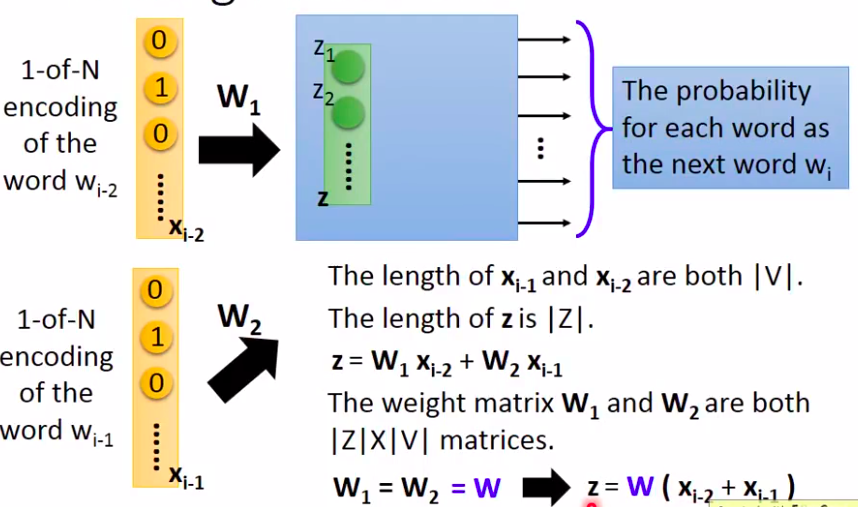 0
1
0
1-of-N
encoding
of the
word w_{i-2}
x_{i-2}
W_1
z_1
z_2
z
The probability
for each word as
the next word w_i
0
1
0
1-of-N
encoding
of the
word w_{i-1}
x_{i-1}
W_2
The length of x_{i-1} and x_{i-2} are both |V|.
The length of z is |Z|.
z = W_1 x_{i-2} + W_2 x_{i-1}
The weight matrix W_1 and W_2 are both
|Z|X|V| matrices.
W_1 = W_2 = W z = W ( x_{i-2} + x_{i-1} )